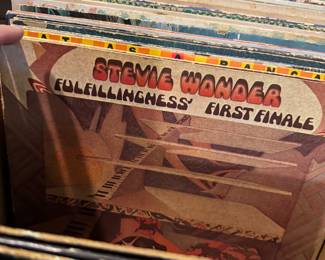 STEVIE WONDER
FULFILLINGNESS' FIRST FINALE